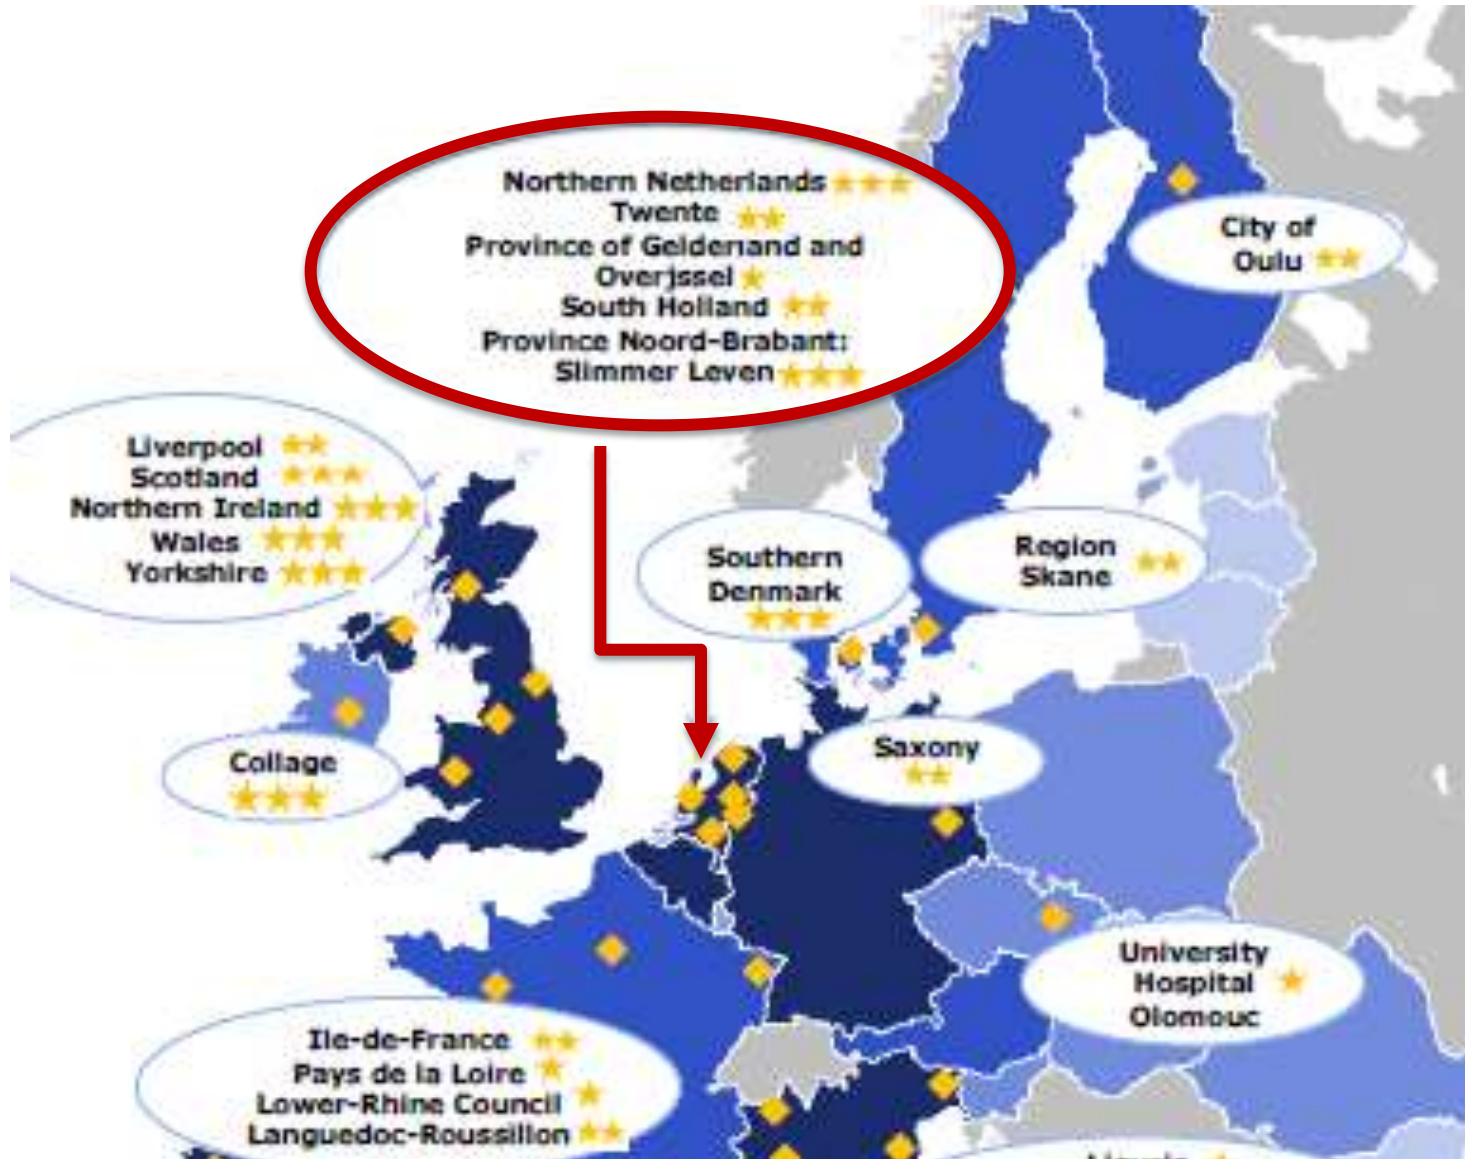 Northern Netherlands ★★★
Twente ★★
Province of Gelderland and
Overjssel ★
South Holland ★★
Province Noord-Brabant:
Slimmer Leven ★★★
City of
Oulu ★★
Liverpool ★★
Scotland ★★★
Northern Ireland ★★★
Wales ★★★
Yorkshire ★★★
Southern
Denmark
★★★
Region
Skane ★★
Collage
★★★
Saxony
★★
University
Hospital ★
Olomouc
Ile-de-France ★★
Pays de la Loire ★
Lower-Rhine Council ★
Languedoc-Roussillon ★★